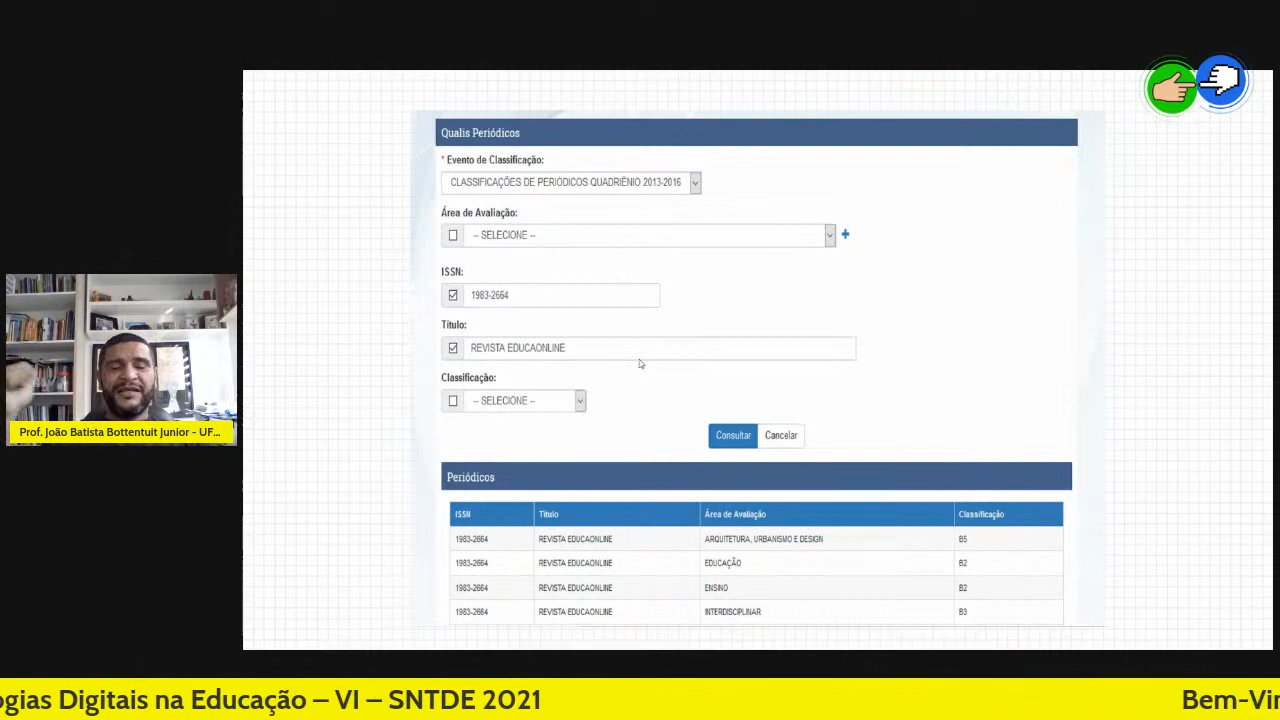 Qualis Periódicos
* Evento de Classificação:
CLASSIFICAÇÕES DE PERIÓDICOS QUADRIÊNIO 2013-2016
Área de Avaliação:
-- SELECIONE --
ISSN:
1983-2664
Título:
REVISTA EDUCAONLINE
Classificação:
-- SELECIONE --
Consultar Cancelar
Periódicos
ISSN Título Área de Avaliação Classificação
1983-2664 REVISTA EDUCAONLINE ARQUITETURA, URBANISMO E DESIGN B5
1983-2664 REVISTA EDUCAONLINE EDUCAÇÃO B2
1983-2664 REVISTA EDUCAONLINE ENSINO B2
1983-2664 REVISTA EDUCAONLINE INTERDISCIPLINAR B3
Prof. João Batista Bottentuit Junior - UF...
ogias Digitais na Educação – VI – SNTDE 2021 Bem-Vin